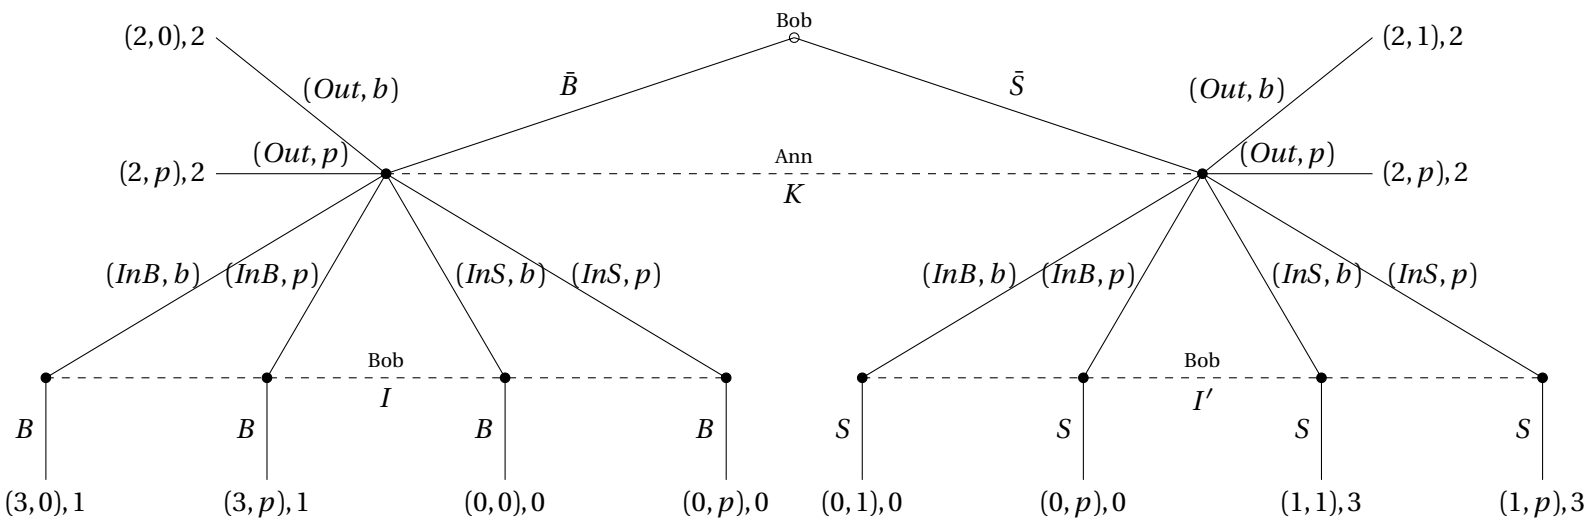 Bob
(2, 0), 2
(2, 1), 2
B̄
S̄
(Out, b)
(Out, b)
(Out, p)
(Out, p)
(2, p), 2
Ann
(2, p), 2
K
(InB, b) (InB, p) (InS, b) (InS, p)
(InB, b) (InB, p) (InS, b) (InS, p)
Bob
Bob
I
I′
B B B B S S S S
(3, 0), 1 (3, p), 1 (0, 0), 0 (0, p), 0 (0, 1), 0 (0, p), 0 (1, 1), 3 (1, p), 3